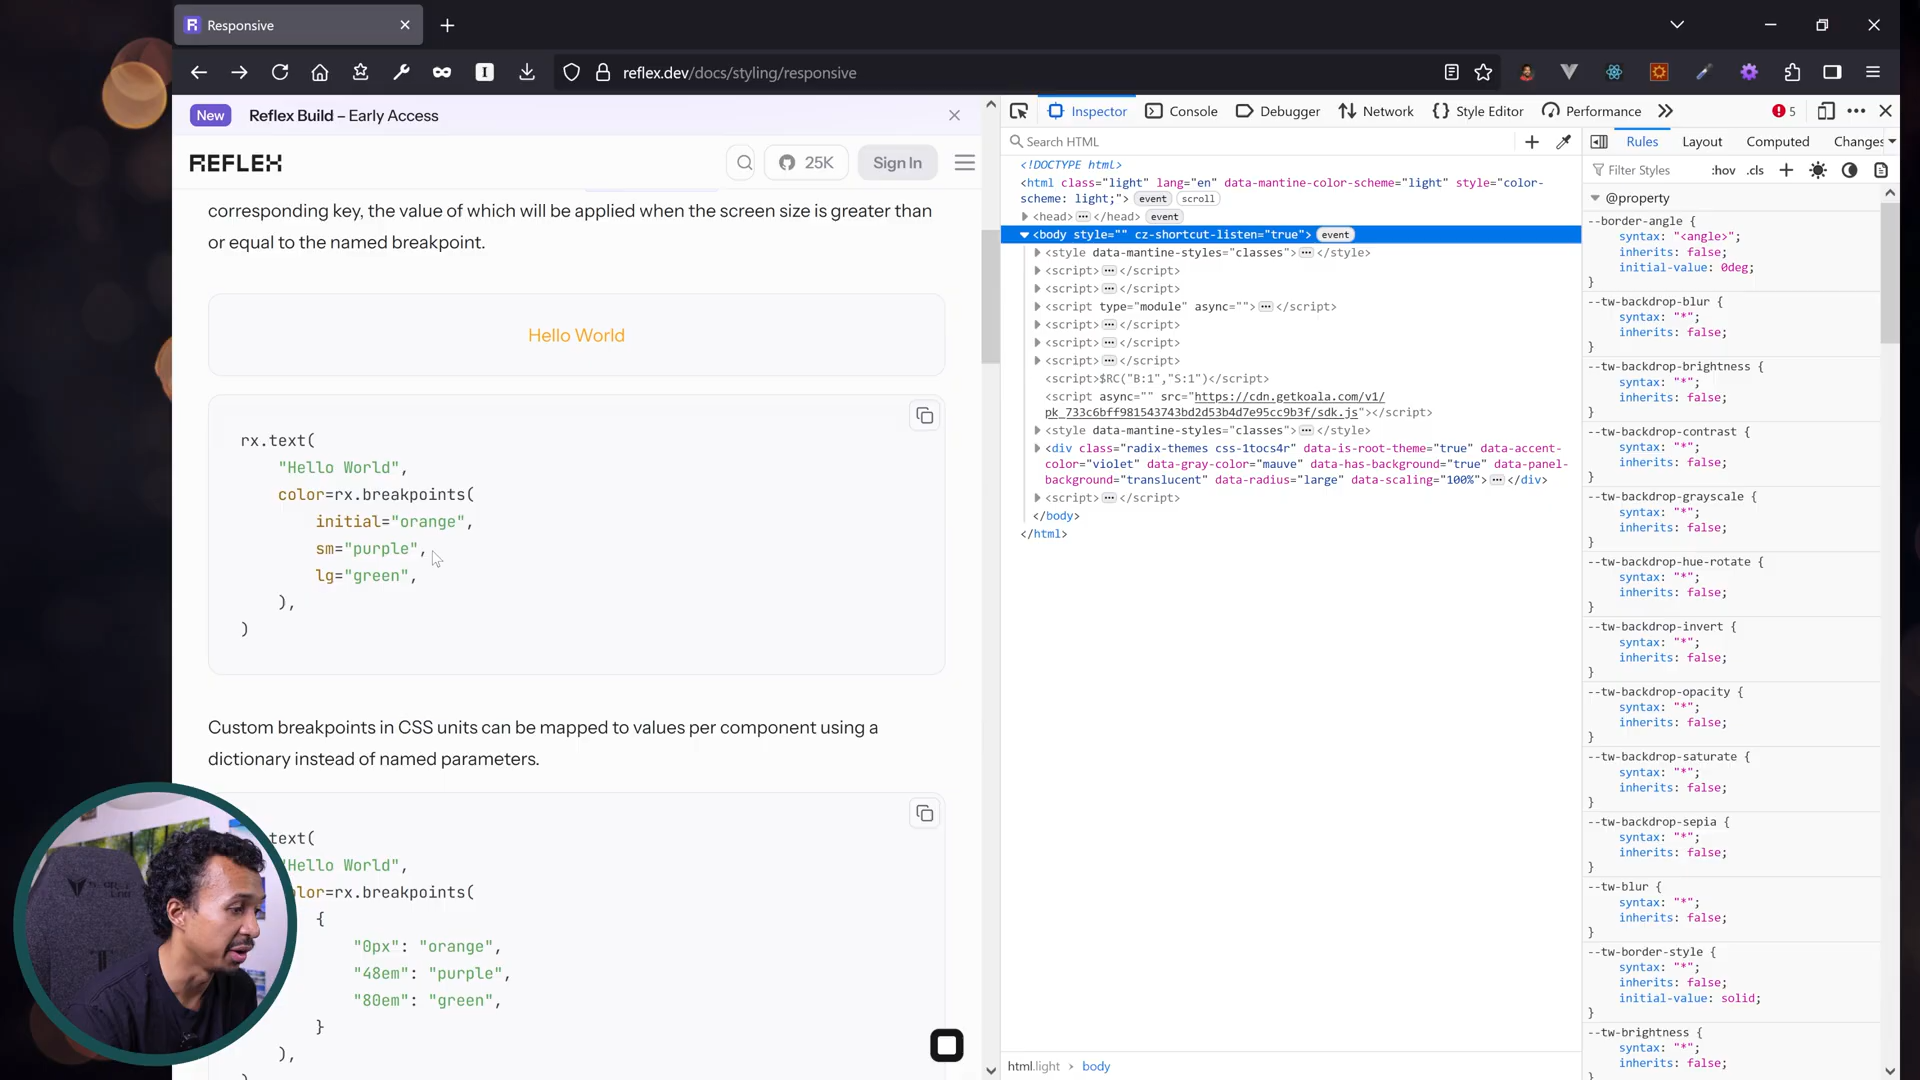 Responsive
reflex.dev/docs/styling/responsive
New Reflex Build – Early Access
REFLEX
25K
Sign In
corresponding key, the value of which will be applied when the screen size is greater than
or equal to the named breakpoint.
Hello World
rx.text(
"Hello World",
color=rx.breakpoints(
initial="orange",
sm="purple",
lg="green",
),
)
Custom breakpoints in CSS units can be mapped to values per component using a
dictionary instead of named parameters.
text(
"Hello World",
olor=rx.breakpoints(
{
"0px": "orange",
"48em": "purple",
"80em": "green",
}
),
Inspector
Console
Debugger
Network
Style Editor
Performance
5
Search HTML
<!DOCTYPE html>
<html class="light" lang="en" data-mantine-color-scheme="light" style="color-
scheme: light;"> event scroll
<head> ··· </head> event
<body style="" cz-shortcut-listen="true"> event
<style data-mantine-styles="classes"> ··· </style>
<script> ··· </script>
<script> ··· </script>
<script type="module" async=""> ··· </script>
<script> ··· </script>
<script> ··· </script>
<script> ··· </script>
<script>$RC("B:1","S:1")</script>
<script async="" src="https://cdn.getkoala.com/v1/
pk_733c6bff981543743bd2d53b4d7e95cc9b3f/sdk.js"></script>
<style data-mantine-styles="classes"> ··· </style>
<div class="radix-themes css-1tocs4r" data-is-root-theme="true" data-accent-
color="violet" data-gray-color="mauve" data-has-background="true" data-panel-
background="translucent" data-radius="large" data-scaling="100%"> ··· </div>
<script> ··· </script>
</body>
</html>
html.light > body
Rules
Layout
Computed
Changes
Filter Styles
:hov .cls
@property
--border-angle {
syntax: "<angle>";
inherits: false;
initial-value: 0deg;
}
--tw-backdrop-blur {
syntax: "*";
inherits: false;
}
--tw-backdrop-brightness {
syntax: "*";
inherits: false;
}
--tw-backdrop-contrast {
syntax: "*";
inherits: false;
}
--tw-backdrop-grayscale {
syntax: "*";
inherits: false;
}
--tw-backdrop-hue-rotate {
syntax: "*";
inherits: false;
}
--tw-backdrop-invert {
syntax: "*";
inherits: false;
}
--tw-backdrop-opacity {
syntax: "*";
inherits: false;
}
--tw-backdrop-saturate {
syntax: "*";
inherits: false;
}
--tw-backdrop-sepia {
syntax: "*";
inherits: false;
}
--tw-blur {
syntax: "*";
inherits: false;
}
--tw-border-style {
syntax: "*";
inherits: false;
initial-value: solid;
}
--tw-brightness {
syntax: "*";
inherits: false;